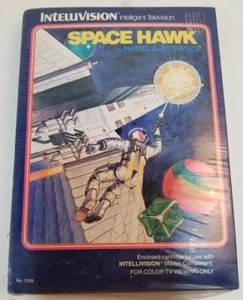 INTELLIVISION Intelligent Television
SPACE HAWK
MATTEL ELECTRONICS®
Enclosed cartridge for use with
INTELLIVISION® Master Component.
FOR COLOR TV VIEWING ONLY